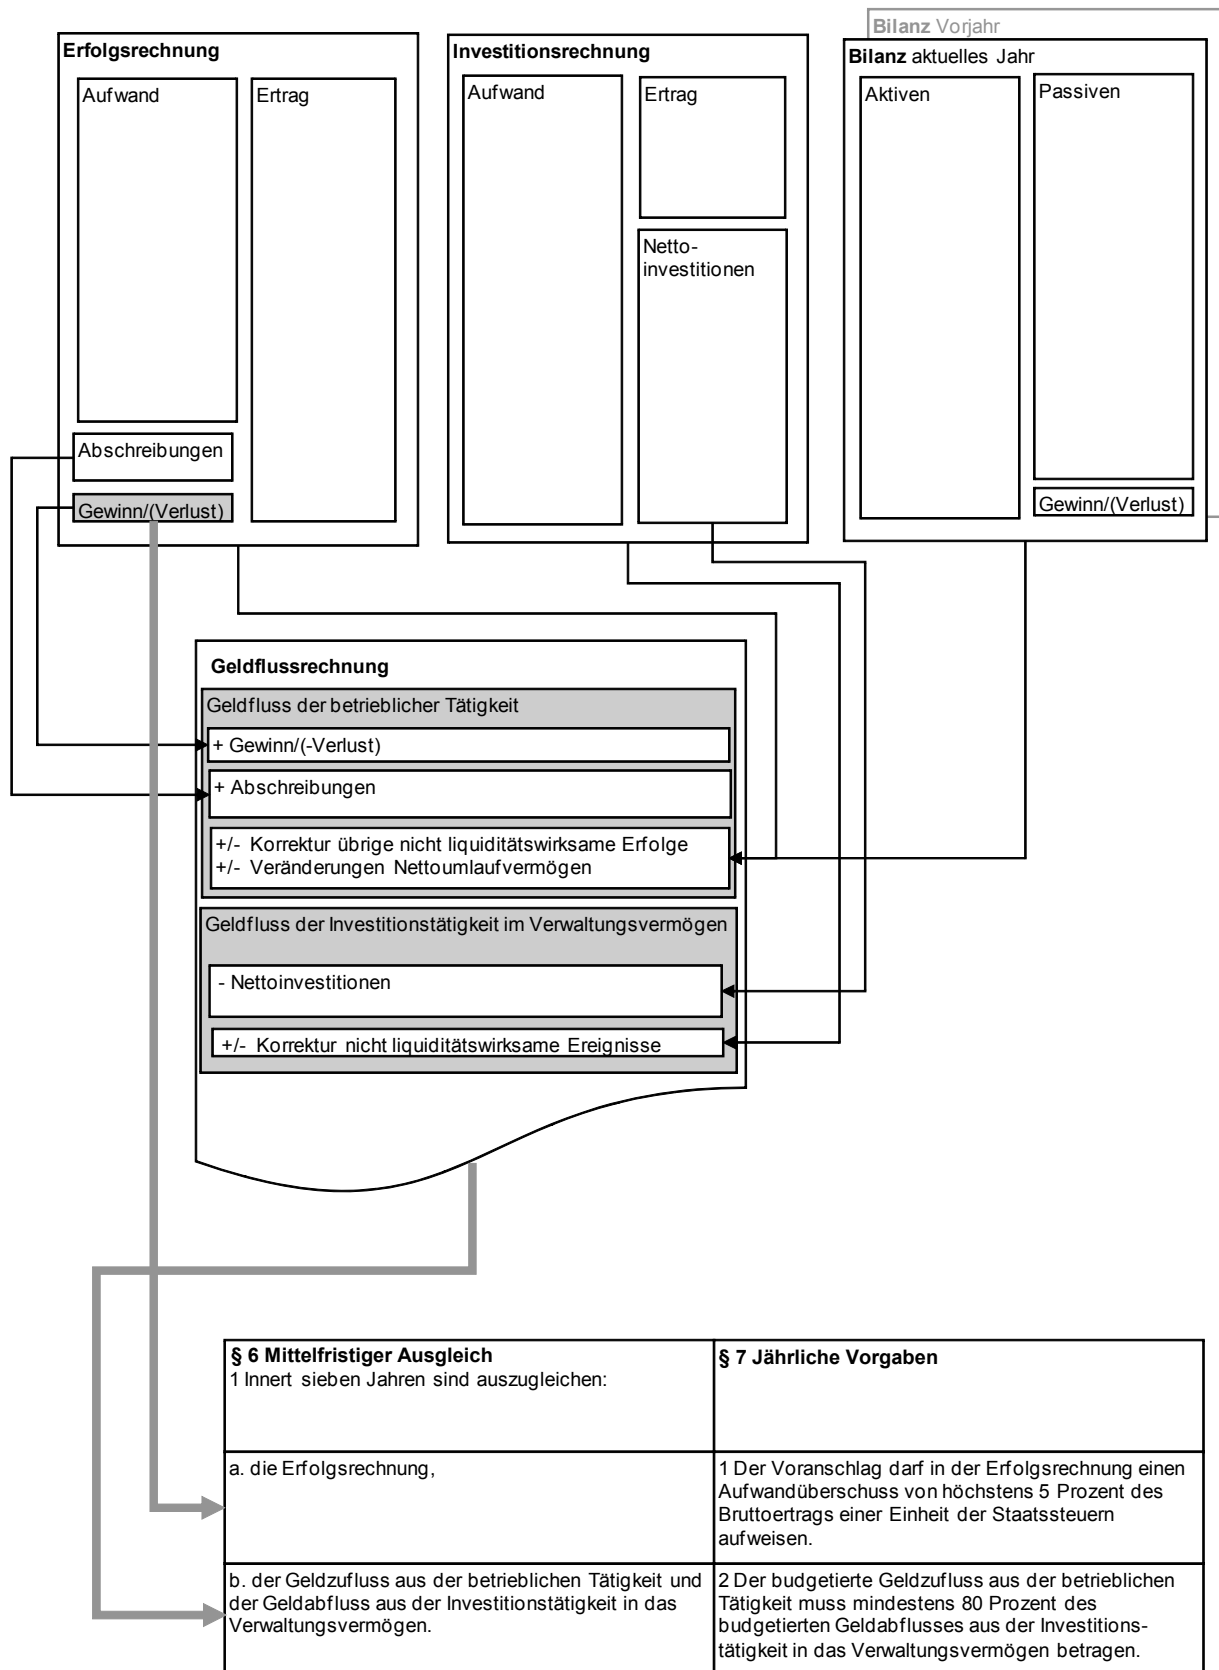 Bilanz Vorjahr
Erfolgsrechnung
Aufwand
Ertrag
Abschreibungen
Gewinn/(Verlust)
Investitionsrechnung
Aufwand
Ertrag
Netto-
investitionen
Bilanz aktuelles Jahr
Aktiven
Passiven
Gewinn/(Verlust)
Geldflussrechnung
Geldfluss der betrieblicher Tätigkeit
+ Gewinn/(-Verlust)
+ Abschreibungen
+/- Korrektur übrige nicht liquiditätswirksame Erfolge
+/- Veränderungen Nettoumlaufvermögen
Geldfluss der Investitionstätigkeit im Verwaltungsvermögen
- Nettoinvestitionen
+/- Korrektur nicht liquiditätswirksame Ereignisse
§ 6 Mittelfristiger Ausgleich
1 Innert sieben Jahren sind auszugleichen:
§ 7 Jährliche Vorgaben
a. die Erfolgsrechnung,
1 Der Voranschlag darf in der Erfolgsrechnung einen
Aufwandüberschuss von höchstens 5 Prozent des
Bruttoertrags einer Einheit der Staatssteuern
aufweisen.
b. der Geldzufluss aus der betrieblichen Tätigkeit und
der Geldabfluss aus der Investitionstätigkeit in das
Verwaltungsvermögen.
2 Der budgetierte Geldzufluss aus der betrieblichen
Tätigkeit muss mindestens 80 Prozent des
budgetierten Geldabflusses aus der Investitions-
tätigkeit in das Verwaltungsvermögen betragen.